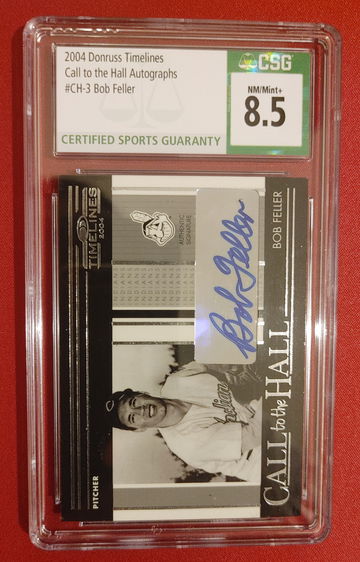 2004 Donruss Timelines
Call to the Hall Autographs
#CH-3 Bob Feller
CERTIFIED SPORTS GUARANTY
CSG
NM/Mint+
8.5
TIMELINES
2004
AUTHENTIC
SIGNATURE
Bob Feller
BOB FELLER
Indians
PITCHER
CALL to the HALL